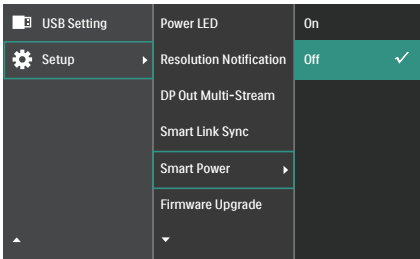 USB Setting
Setup
Power LED
Resolution Notification
DP Out Multi-Stream
Smart Link Sync
Smart Power
Firmware Upgrade
On
Off